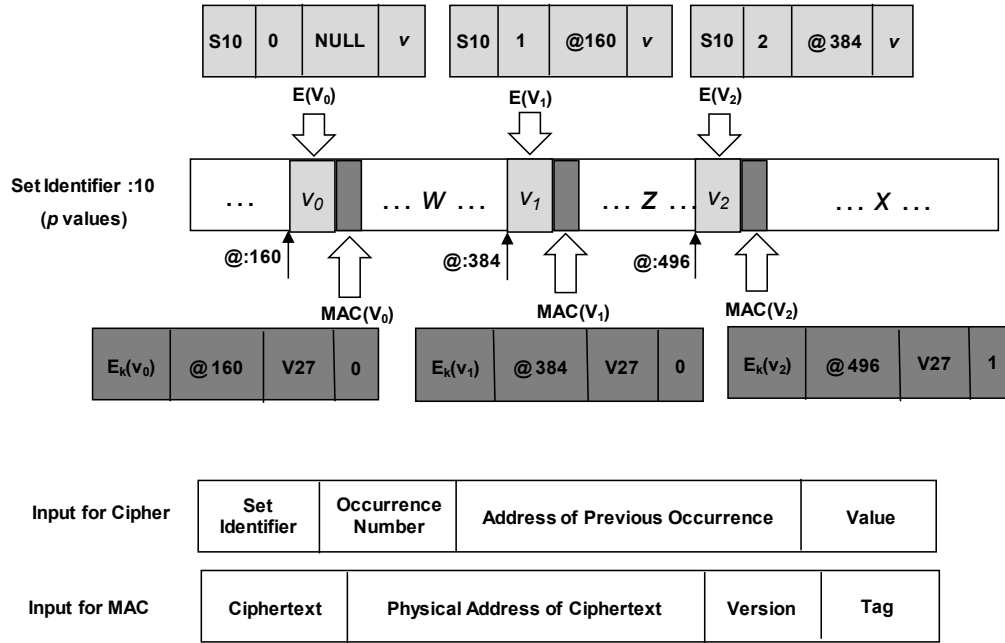 S10 0 NULL v S10 1 @160 v S10 2 @384 v
E(V0) E(V1) E(V2)
Set Identifier :10
(p values)
... v0 ... W ... v1 ... Z ... v2 ... X ...
@:160 @:384 @:496
MAC(V0) MAC(V1) MAC(V2)
Ek(v0) @160 V27 0 Ek(v1) @384 V27 0 Ek(v2) @496 V27 1
Input for Cipher
Set
Identifier
Occurrence
Number
Address of Previous Occurrence
Value
Input for MAC
Ciphertext
Physical Address of Ciphertext
Version
Tag